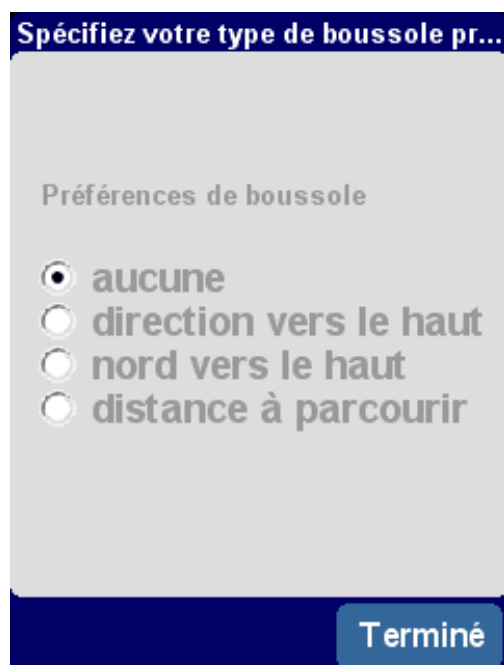 Spécifiez votre type de boussole pr...
Préférences de boussole
aucune
direction vers le haut
nord vers le haut
distance à parcourir
Terminé